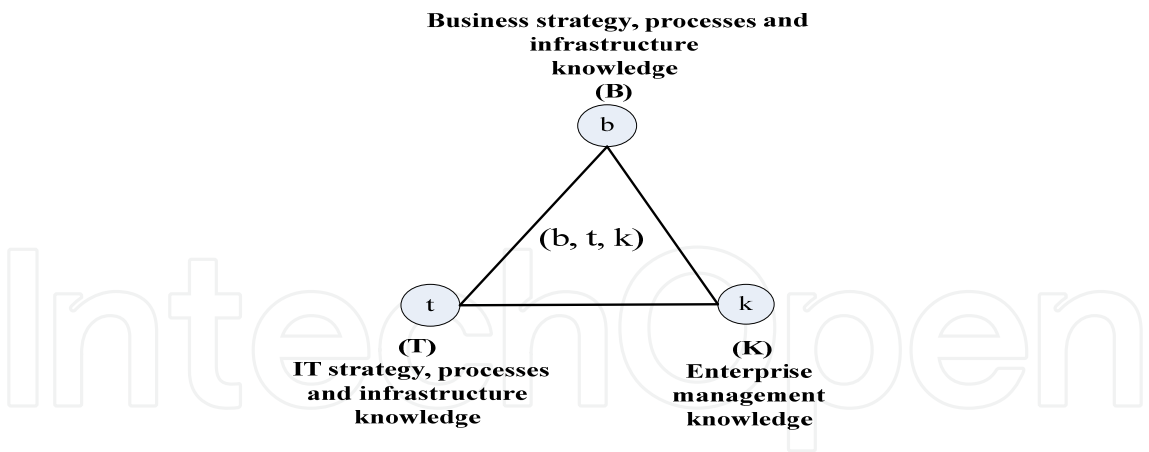 Business strategy, processes and
infrastructure
knowledge
(B)
b
(b, t, k)
t
k
(T)
IT strategy, processes
and infrastructure
knowledge
(K)
Enterprise
management
knowledge
IntechOpen